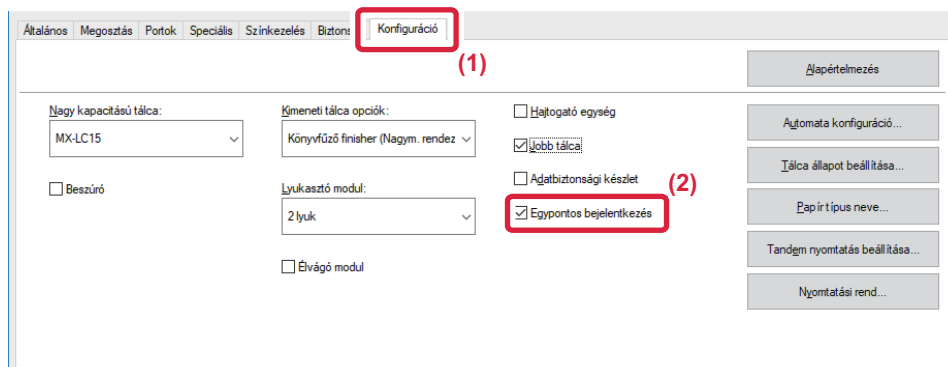 Általános Megosztás Portok Speciális Színkezelés Biztons Konfiguráció
(1)
Alapértelmezés
Nagy kapacitású tálca:
MX-LC15
Beszúró
Kimeneti tálca opciók:
Könyvfűző finisher (Nagym. rendez
Lyukasztó modul:
2 lyuk
Élvágó modul
Hajtogató egység
Jobb tálca
Adatbiztonsági készlet
(2)
Egypontos bejelentkezés
Automata konfiguráció...
Tálca állapot beállítása...
Papír típus neve...
Tandem nyomtatás beállítása...
Nyomtatási rend...